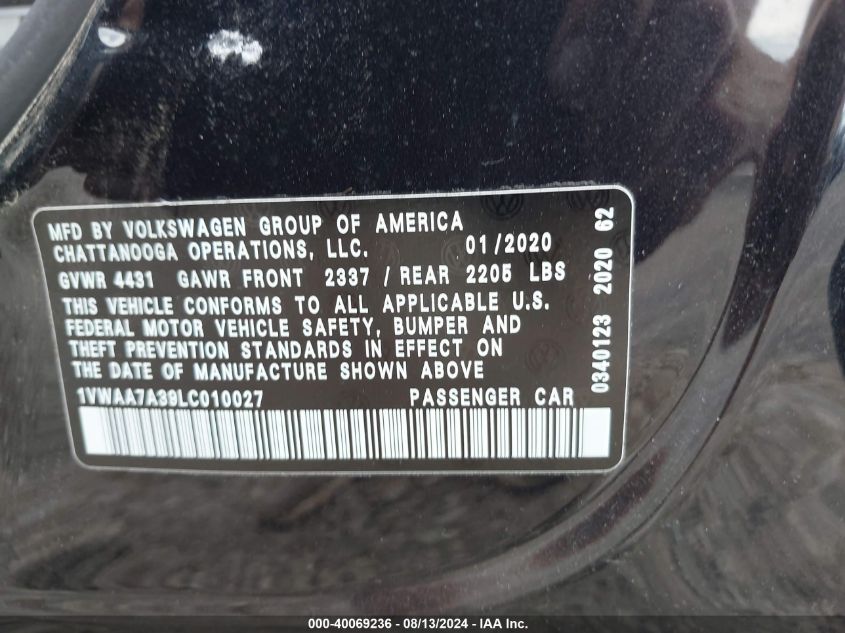 MFD BY VOLKSWAGEN GROUP OF AMERICA
CHATTANOOGA OPERATIONS, LLC. 01/2020
GVWR 4431 GAWR FRONT 2337 / REAR 2205 LBS
THIS VEHICLE CONFORMS TO ALL APPLICABLE U.S.
FEDERAL MOTOR VEHICLE SAFETY, BUMPER AND
THEFT PREVENTION STANDARDS IN EFFECT ON
THE DATE OF MANUFACTURE SHOWN ABOVE.
1VWAA7A39LC010027 PASSENGER CAR
0340123 2020 62
000-40069236 - 08/13/2024 - IAA Inc.